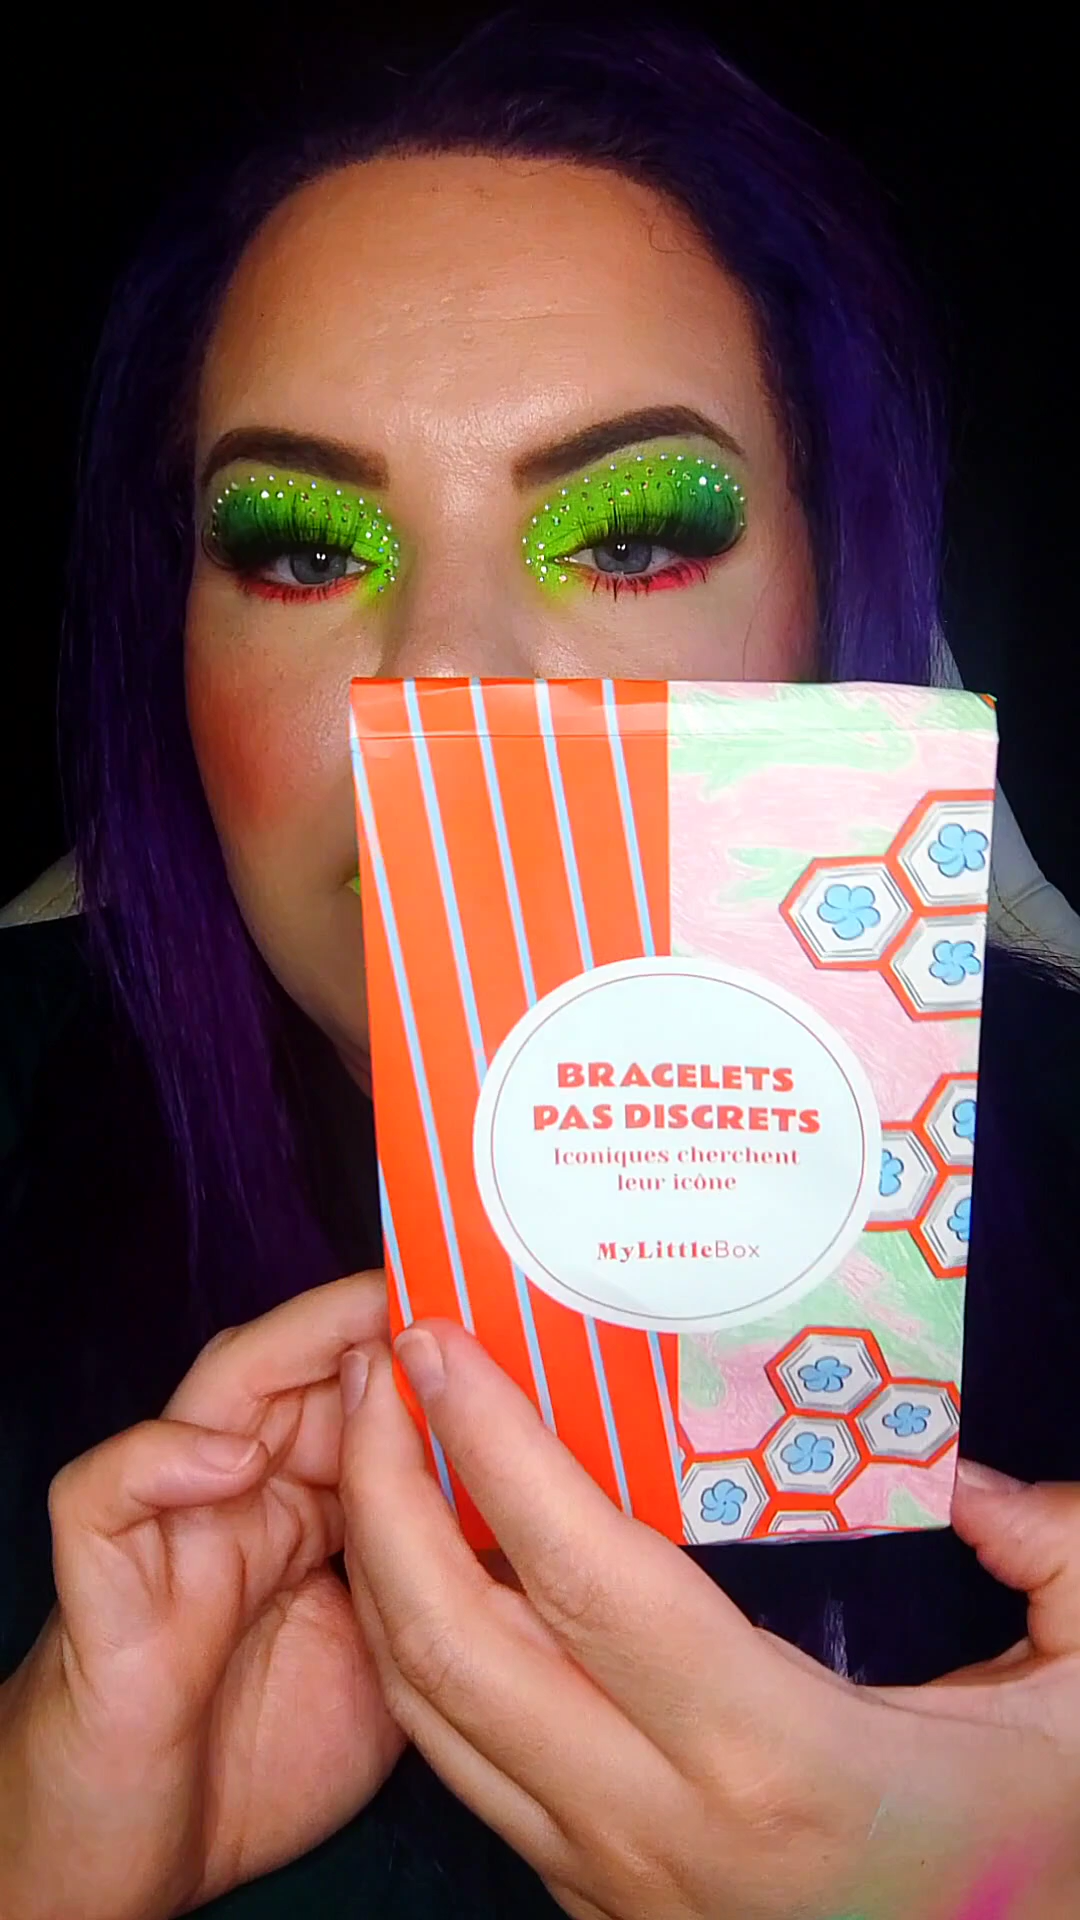 BRACELETS
PAS DISCRETS
Iconiques cherchent
leur icône
MyLittleBox